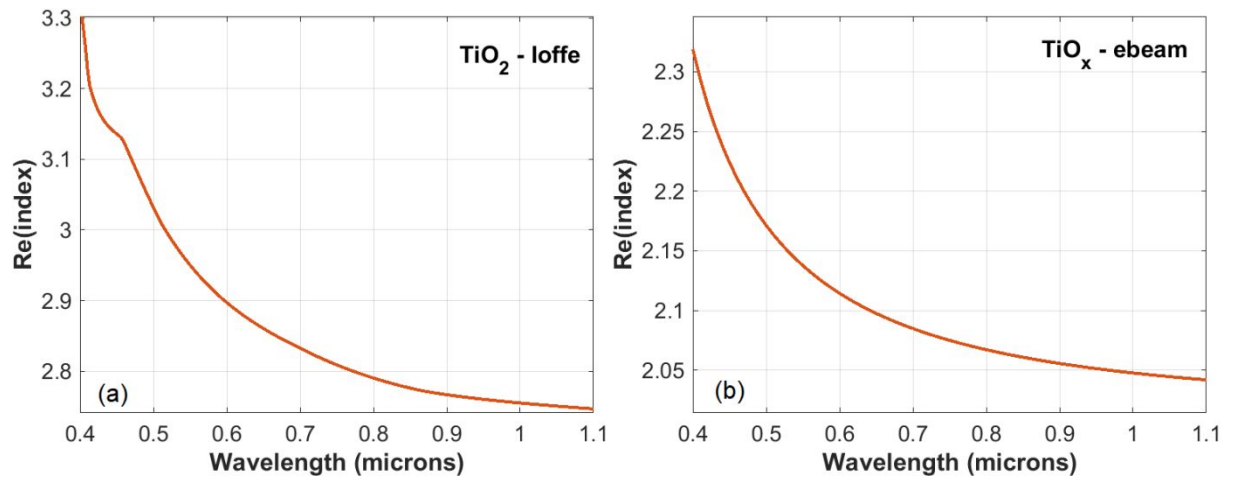 TiO2 - Ioffe
Re(index)
3.3
3.2
3.1
3
2.9
2.8
(a)
0.4 0.5 0.6 0.7 0.8 0.9 1 1.1
Wavelength (microns)
TiOx - ebeam
Re(index)
2.3
2.25
2.2
2.15
2.1
2.05
(b)
0.4 0.5 0.6 0.7 0.8 0.9 1 1.1
Wavelength (microns)